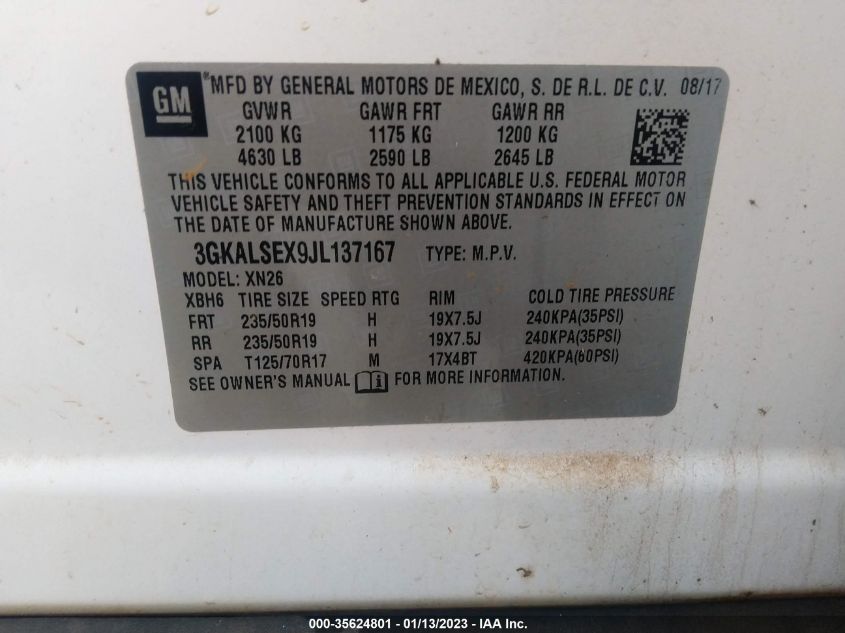 GM
® MFD BY GENERAL MOTORS DE MEXICO, S. DE R.L. DE C.V. 08/17
GVWR GAWR FRT GAWR RR
2100 KG 1175 KG 1200 KG
4630 LB 2590 LB 2645 LB
THIS VEHICLE CONFORMS TO ALL APPLICABLE U.S. FEDERAL MOTOR
VEHICLE SAFETY AND THEFT PREVENTION STANDARDS IN EFFECT ON
THE DATE OF MANUFACTURE SHOWN ABOVE.
3GKALSEX9JL137167 TYPE: M.P.V.
MODEL: XN26
XBH6 TIRE SIZE SPEED RTG RIM COLD TIRE PRESSURE
FRT 235/50R19 H 19X7.5J 240KPA(35PSI)
RR 235/50R19 H 19X7.5J 240KPA(35PSI)
SPA T125/70R17 M 17X4BT 420KPA(60PSI)
SEE OWNER'S MANUAL i FOR MORE INFORMATION.
000-35624801 - 01/13/2023 - © IAA Inc.